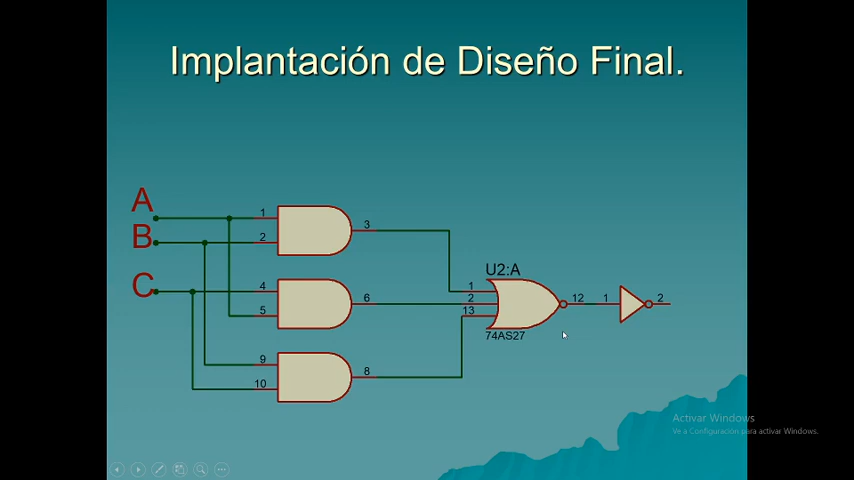 Implantación de Diseño Final.
A
B
C
1
2
3
4
5
6
9
10
8
U2:A
1
2
13
12
74AS27
1
2
Activar Windows
Ve a Configuración para activar Windows.